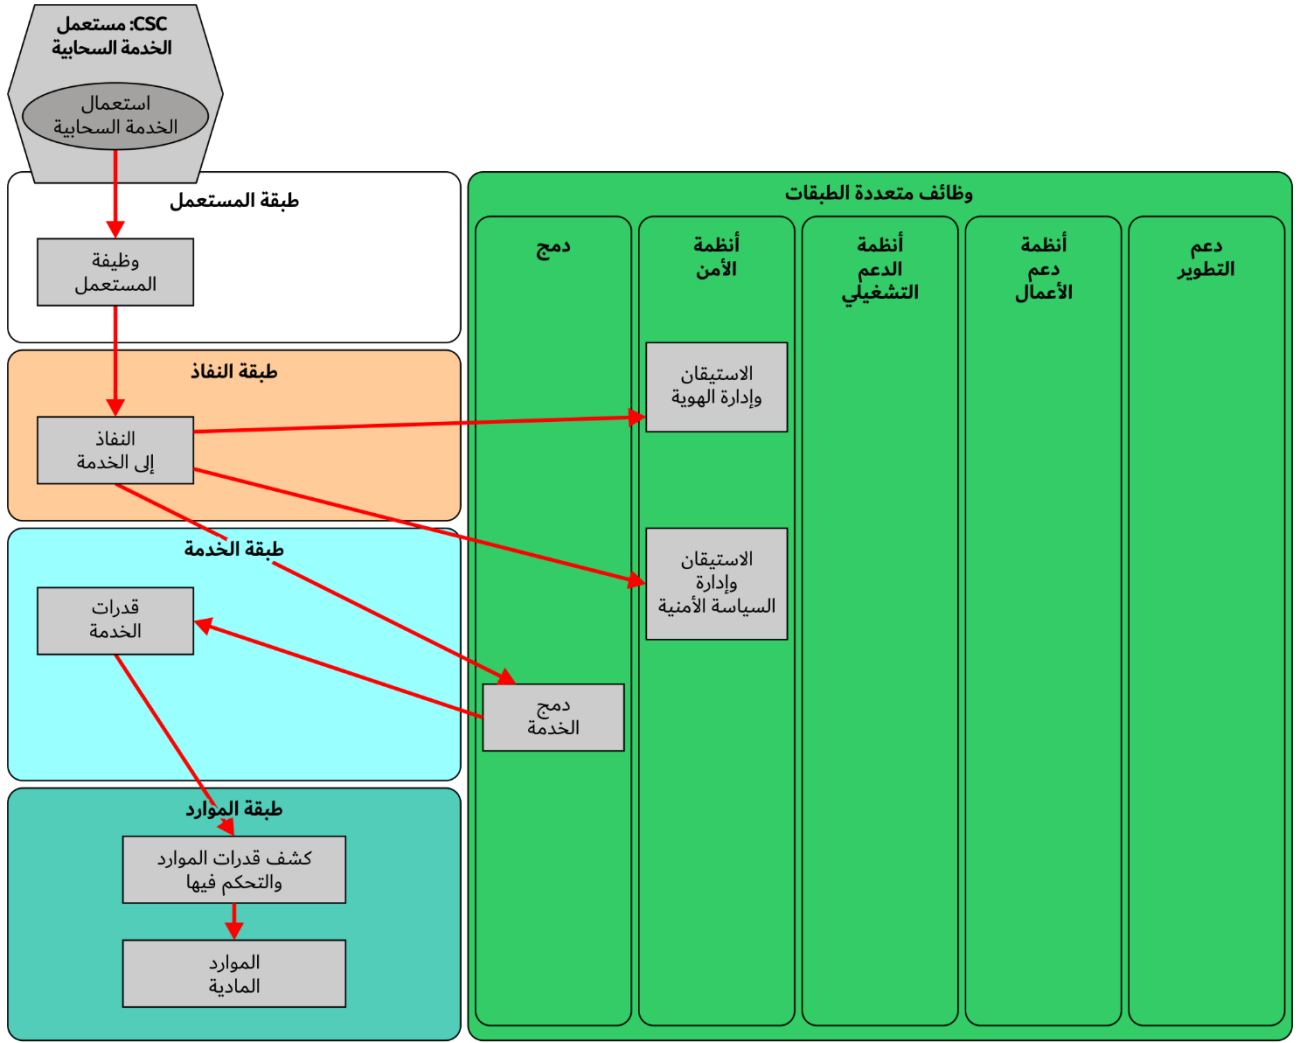 CSC: مستعمل
الخدمة السحابية
استعمال
الخدمة السحابية
طبقة المستعمل
وظيفة
المستعمل
طبقة النفاذ
النفاذ
إلى الخدمة
طبقة الخدمة
قدرات
الخدمة
طبقة الموارد
كشف قدرات الموارد
والتحكم فيها
الموارد
المادية
وظائف متعددة الطبقات
دمج
دمج
الخدمة
أنظمة
الأمن
الاستيقان
وإدارة الهوية
الاستيقان
وإدارة
السياسة الأمنية
أنظمة
الدعم
التشغيلي
أنظمة
دعم
الأعمال
دعم
التطوير